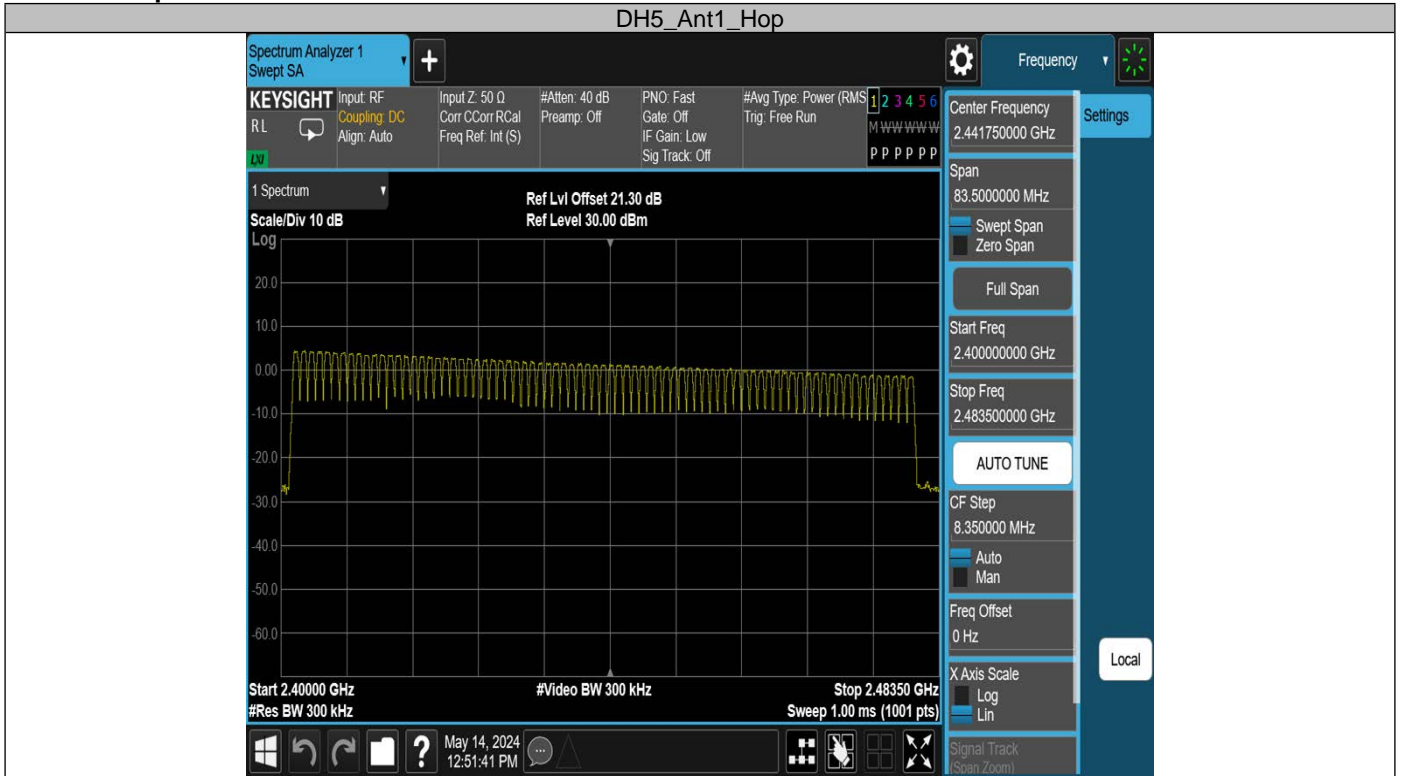 DH5_Ant1_Hop
Spectrum Analyzer 1
Swept SA
+
Frequency
KEYSIGHT
RL
LXI
Input: RF
Coupling: DC
Align: Auto
Input Z: 50 Ω
Corr CCorr RCal
Freq Ref: Int (S)
#Atten: 40 dB
Preamp: Off
PNO: Fast
Gate: Off
IF Gain: Low
Sig Track: Off
#Avg Type: Power (RMS
Trig: Free Run
1 2 3 4 5 6
M W W W W W
P P P P P P
Center Frequency
2.441750000 GHz
Settings
1 Spectrum
Scale/Div 10 dB
Ref Lvl Offset 21.30 dB
Ref Level 30.00 dBm
Log
20.0
10.0
0.00
-10.0
-20.0
-30.0
-40.0
-50.0
-60.0
Start 2.40000 GHz
#Res BW 300 kHz
#Video BW 300 kHz
Stop 2.48350 GHz
Sweep 1.00 ms (1001 pts)
Span
83.5000000 MHz
Swept Span
Zero Span
Full Span
Start Freq
2.400000000 GHz
Stop Freq
2.483500000 GHz
AUTO TUNE
CF Step
8.350000 MHz
Auto
Man
Freq Offset
0 Hz
X Axis Scale
Log
Lin
Signal Track
(Span Zoom)
Local
?
May 14, 2024
12:51:41 PM